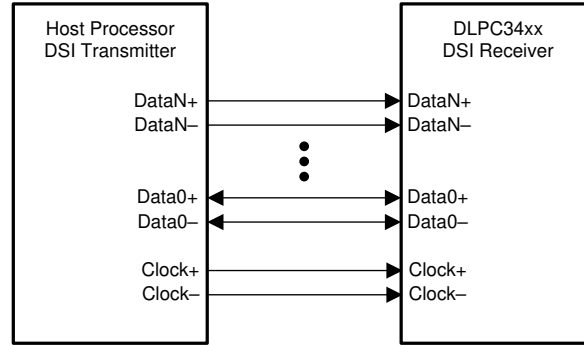 Host Processor
DSI Transmitter
DLPC34xx
DSI Receiver
DataN+
DataN+
DataN–
DataN–
Data0+
Data0+
Data0–
Data0–
Clock+
Clock+
Clock–
Clock–